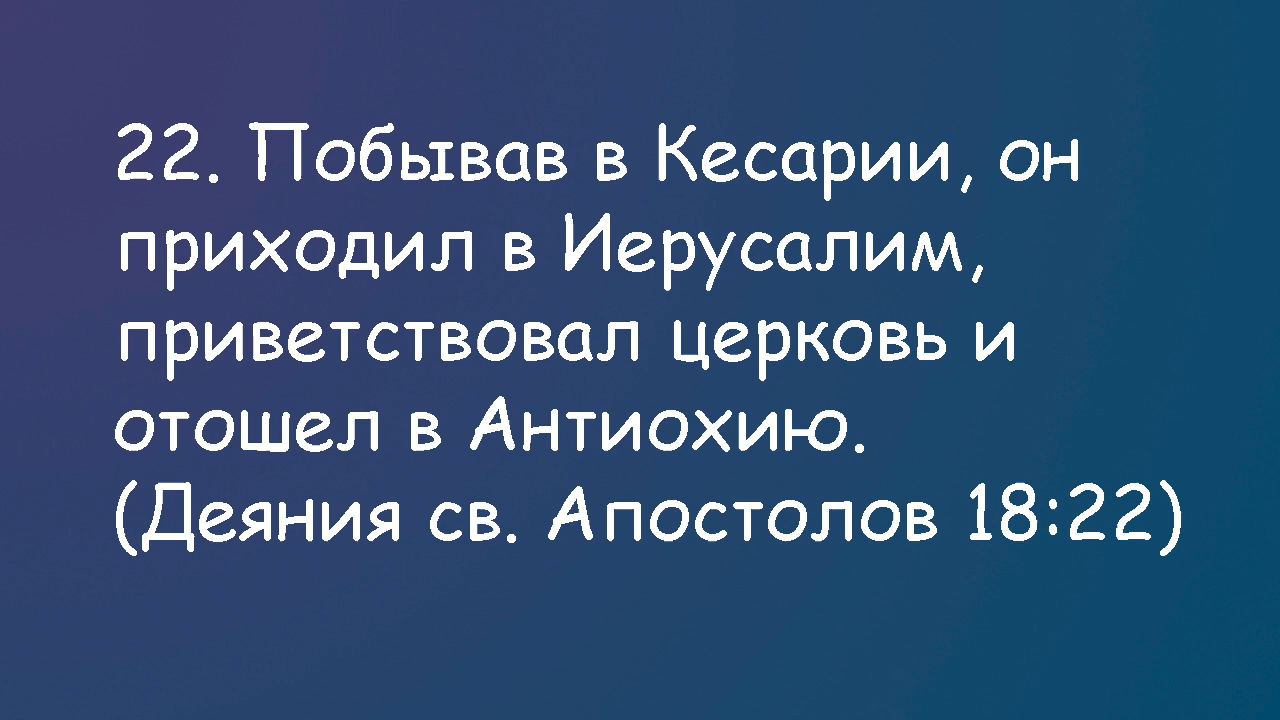 22. Побывав в Кесарии, он
приходил в Иерусалим,
приветствовал церковь и
отошел в Антиохию.
(Деяния св. Апостолов 18:22)